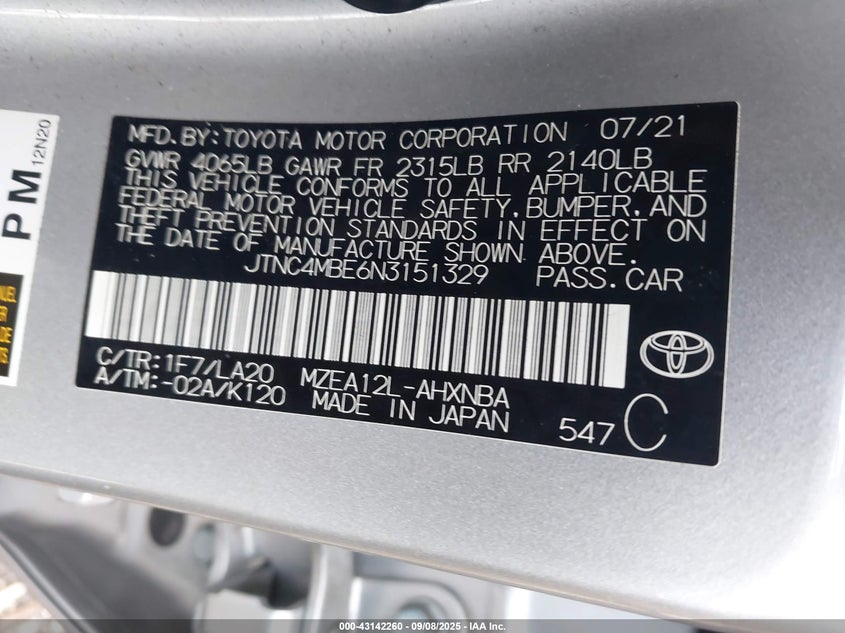 MFD.BY:TOYOTA MOTOR CORPORATION 07/21
GVWR 4065LB GAWR FR 2315LB RR 2140LB
THIS VEHICLE CONFORMS TO ALL APPLICABLE
FEDERAL MOTOR VEHICLE SAFETY,BUMPER,AND
THEFT PREVENTION STANDARDS IN EFFECT ON
THE DATE OF MANUFACTURE SHOWN ABOVE.
JTNC4MBE6N3151329 PASS.CAR
C/TR:1F7/LA20
A/TM:-02A/K120
MZEA12L-AHXNBA
MADE IN JAPAN
547 C
PM
12N20
000-43142260 • 09/08/2025 • IAA Inc.